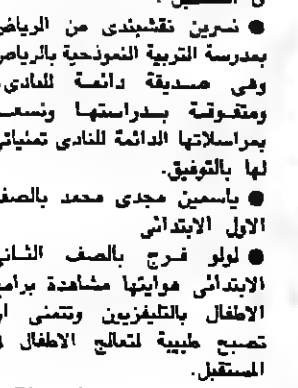 ● نسرين نقشبندى من الرياض
بمدرسة التربية النموذجية بالرياض
وهى صديقة دائمة للنادى
ومتفوقة بدراستها ونسعد
بمراسلاتها الدائمة للنادى تمنياتى
لها بالتوفيق.
● ياسمين مجدى محمد بالصف
الاول الابتدائى
● لولو فرج بالصف الثانى
الابتدائى هوايتها مشاهدة برامج
الاطفال بالتليفزيون وتتمنى ان
تصبح طبيبة لتعالج الاطفال
المستقبل.